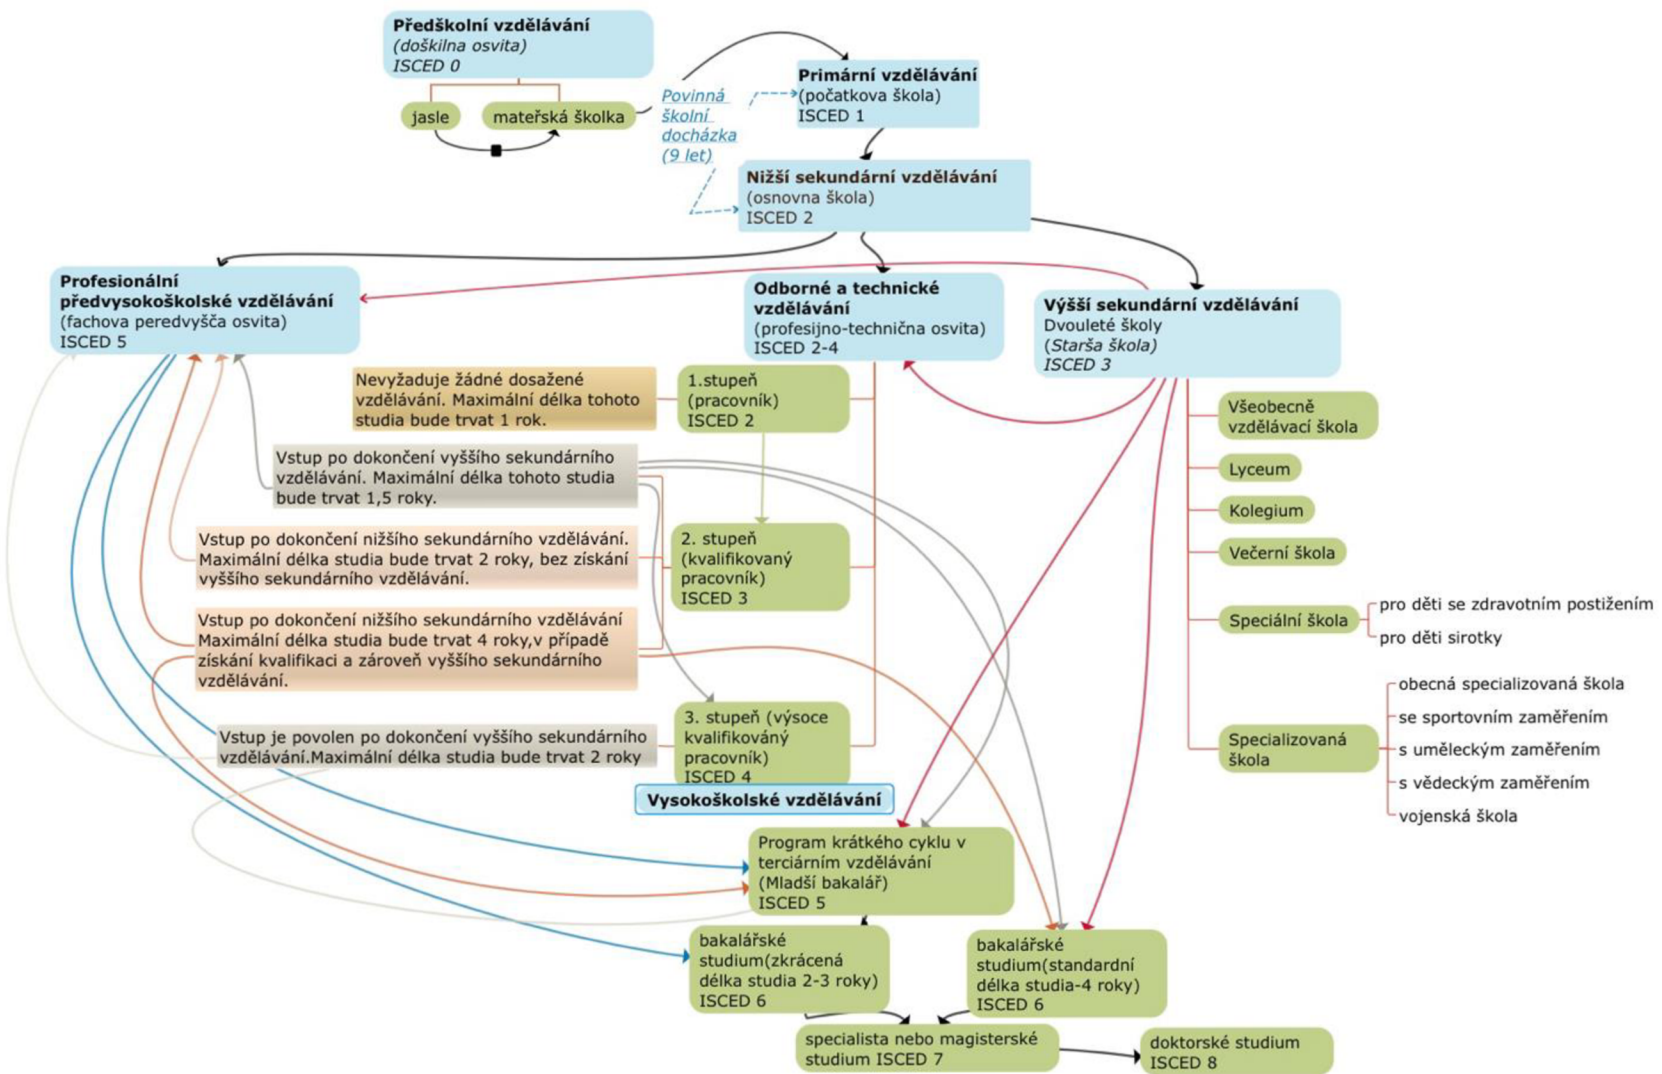 Předškolní vzdělávání
(doškilna osvita)
ISCED 0
jasle
mateřská školka
Povinná
školní
docházka
(9 let)
Primární vzdělávání
(počatkova škola)
ISCED 1
Nižší sekundární vzdělávání
(osnovna škola)
ISCED 2
Profesionální
předvysokoškolské vzdělávání
(fachova peredvyšča osvita)
ISCED 5
Odborné a technické
vzdělávání
(profesijno-technična osvita)
ISCED 2-4
Výšší sekundární vzdělávání
Dvouleté školy
(Starša škola)
ISCED 3
Nevyžaduje žádné dosažené
vzdělávání. Maximální délka tohoto
studia bude trvat 1 rok.
1.stupeň
(pracovník)
ISCED 2
Vstup po dokončení vyššího sekundárního
vzdělávání. Maximální délka tohoto studia
bude trvat 1,5 roky.
Vstup po dokončení nižšího sekundárního vzdělávání.
Maximální délka studia bude trvat 2 roky, bez získání
vyššího sekundárního vzdělávání.
2. stupeň
(kvalifikovaný
pracovník)
ISCED 3
Vstup po dokončení nižšího sekundárního vzdělávání
Maximální délka studia bude trvat 4 roky,v případě
získání kvalifikaci a zároveň vyššího sekundárního
vzdělávání.
Vstup je povolen po dokončení vyššího sekundárního
vzdělávání.Maximální délka studia bude trvat 2 roky
3. stupeň (výsoce
kvalifikováný
pracovník)
ISCED 4
Všeobecně
vzdělávací škola
Lyceum
Kolegium
Večerní škola
Speciální škola
pro děti se zdravotním postižením
pro děti sirotky
Specializovaná
škola
obecná specializovaná škola
se sportovním zaměřením
s uměleckým zaměřením
s vědeckým zaměřením
vojenská škola
Vysokoškolské vzdělávání
Program krátkého cyklu v
terciárním vzdělávání
(Mladší bakalář)
ISCED 5
bakalářské
studium(zkrácená
délka studia 2-3 roky)
ISCED 6
bakalářské
studium(standardní
délka studia-4 roky)
ISCED 6
specialista nebo magisterské
studium ISCED 7
doktorské studium
ISCED 8